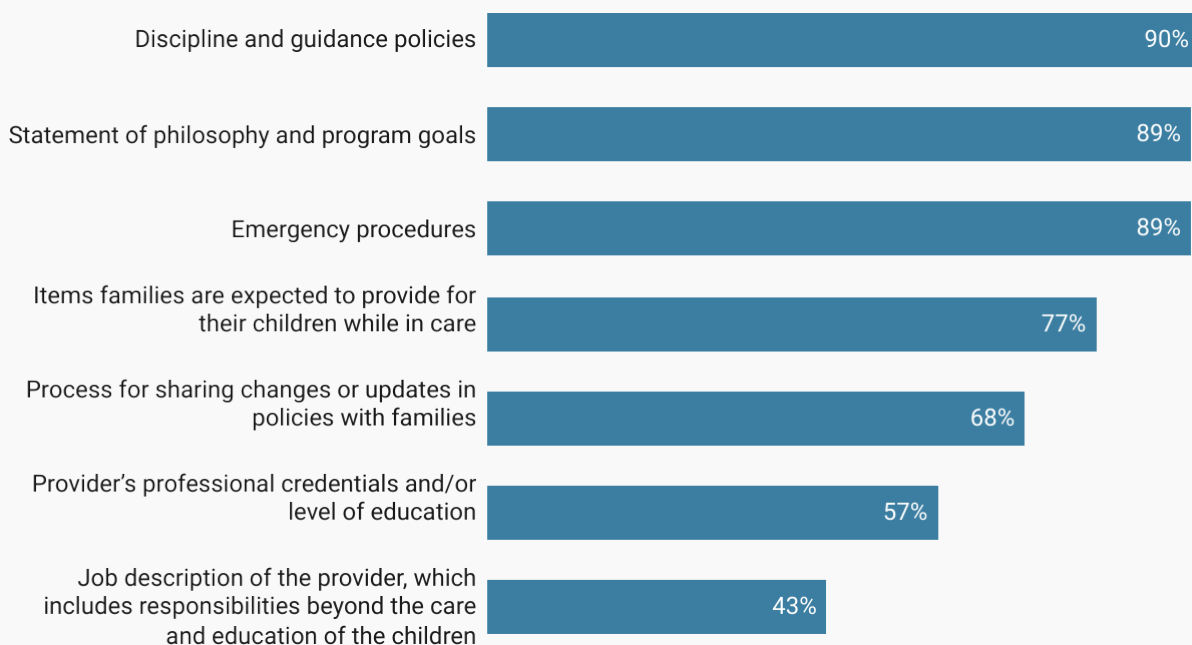 Discipline and guidance policies 90%
Statement of philosophy and program goals 89%
Emergency procedures 89%
Items families are expected to provide for
their children while in care
77%
Process for sharing changes or updates in
policies with families
68%
Provider’s professional credentials and/or
level of education
57%
Job description of the provider, which
includes responsibilities beyond the care
and education of the children
43%